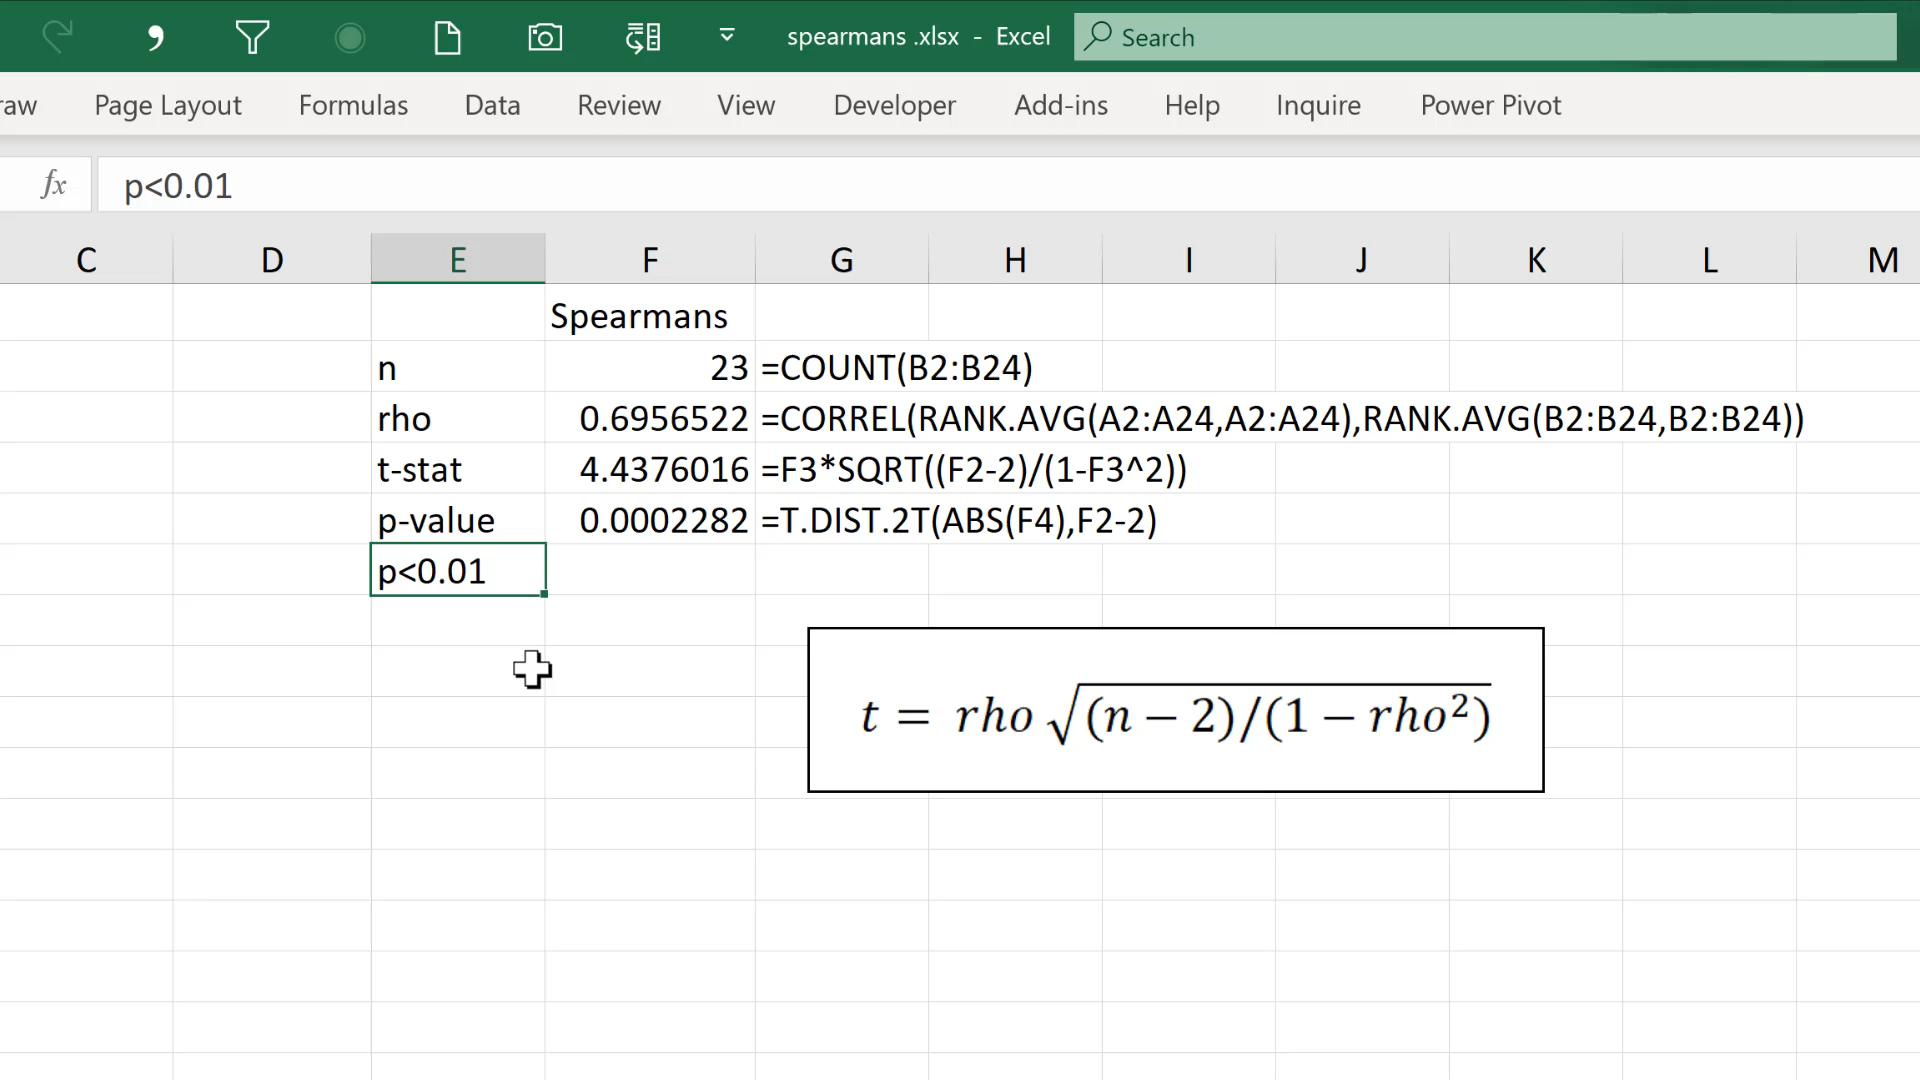 spearmans .xlsx - Excel Search
raw Page Layout Formulas Data Review View Developer Add-ins Help Inquire Power Pivot
fx p<0.01
C D E F G H I J K L M
Spearmans
n 23 =COUNT(B2:B24)
rho 0.6956522 =CORREL(RANK.AVG(A2:A24,A2:A24),RANK.AVG(B2:B24,B2:B24))
t-stat 4.4376016 =F3*SQRT((F2-2)/(1-F3^2))
p-value 0.0002282 =T.DIST.2T(ABS(F4),F2-2)
p<0.01
t = rho √(n − 2)/(1 − rho²)